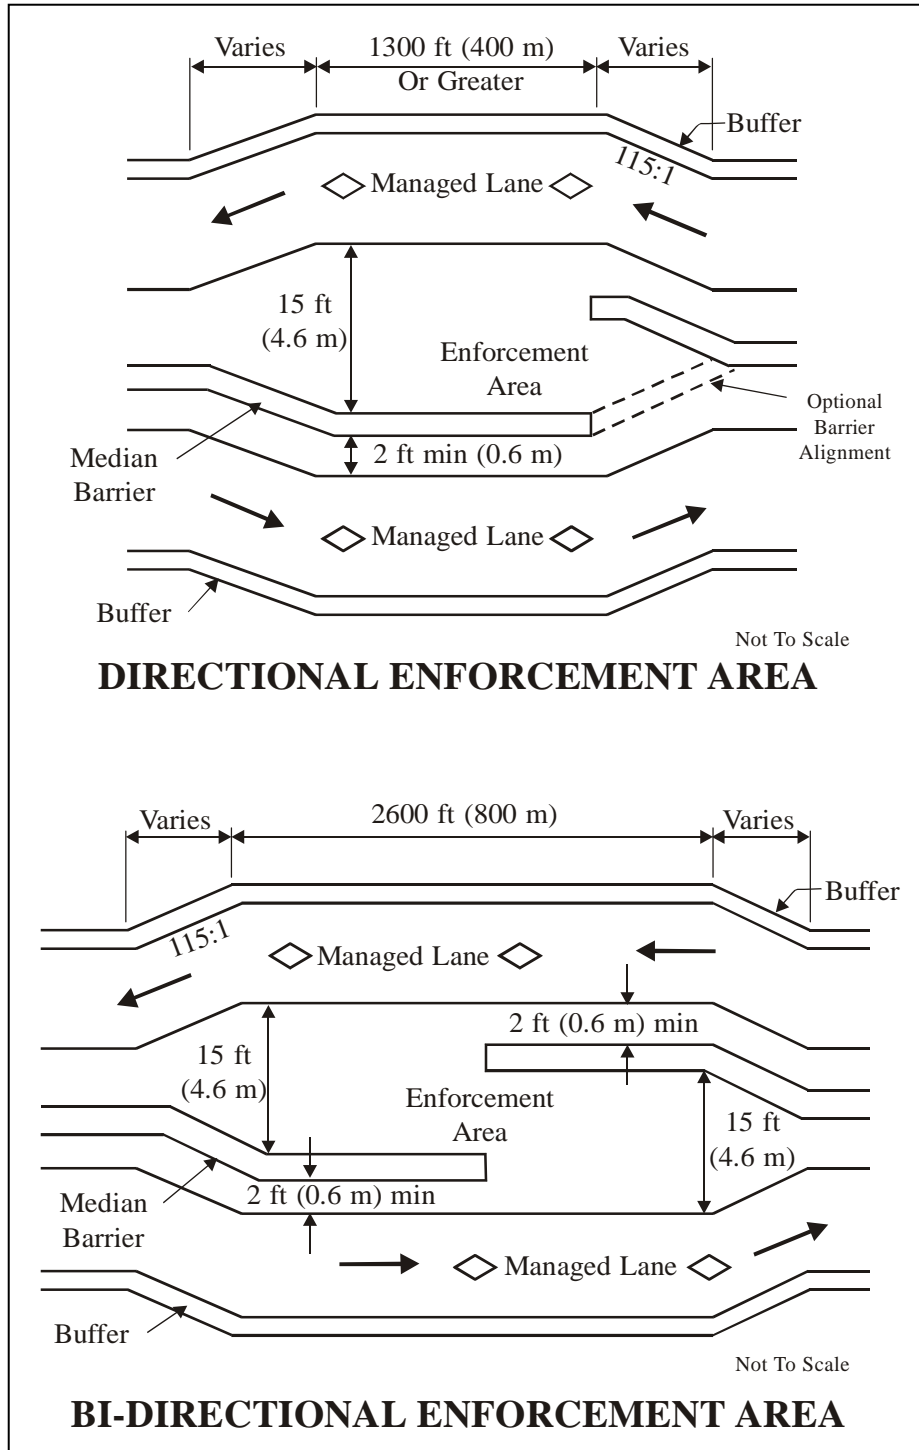 Varies
1300 ft (400 m)
Or Greater
Varies
Buffer
115:1
Managed Lane
15 ft
(4.6 m)
Enforcement
Area
Optional
Barrier
Alignment
Median
Barrier
2 ft min (0.6 m)
Managed Lane
Buffer
Not To Scale
DIRECTIONAL ENFORCEMENT AREA
Varies
2600 ft (800 m)
Varies
Buffer
115:1
Managed Lane
2 ft (0.6 m) min
15 ft
(4.6 m)
Enforcement
Area
15 ft
(4.6 m)
Median
Barrier
2 ft (0.6 m) min
Managed Lane
Buffer
Not To Scale
BI-DIRECTIONAL ENFORCEMENT AREA